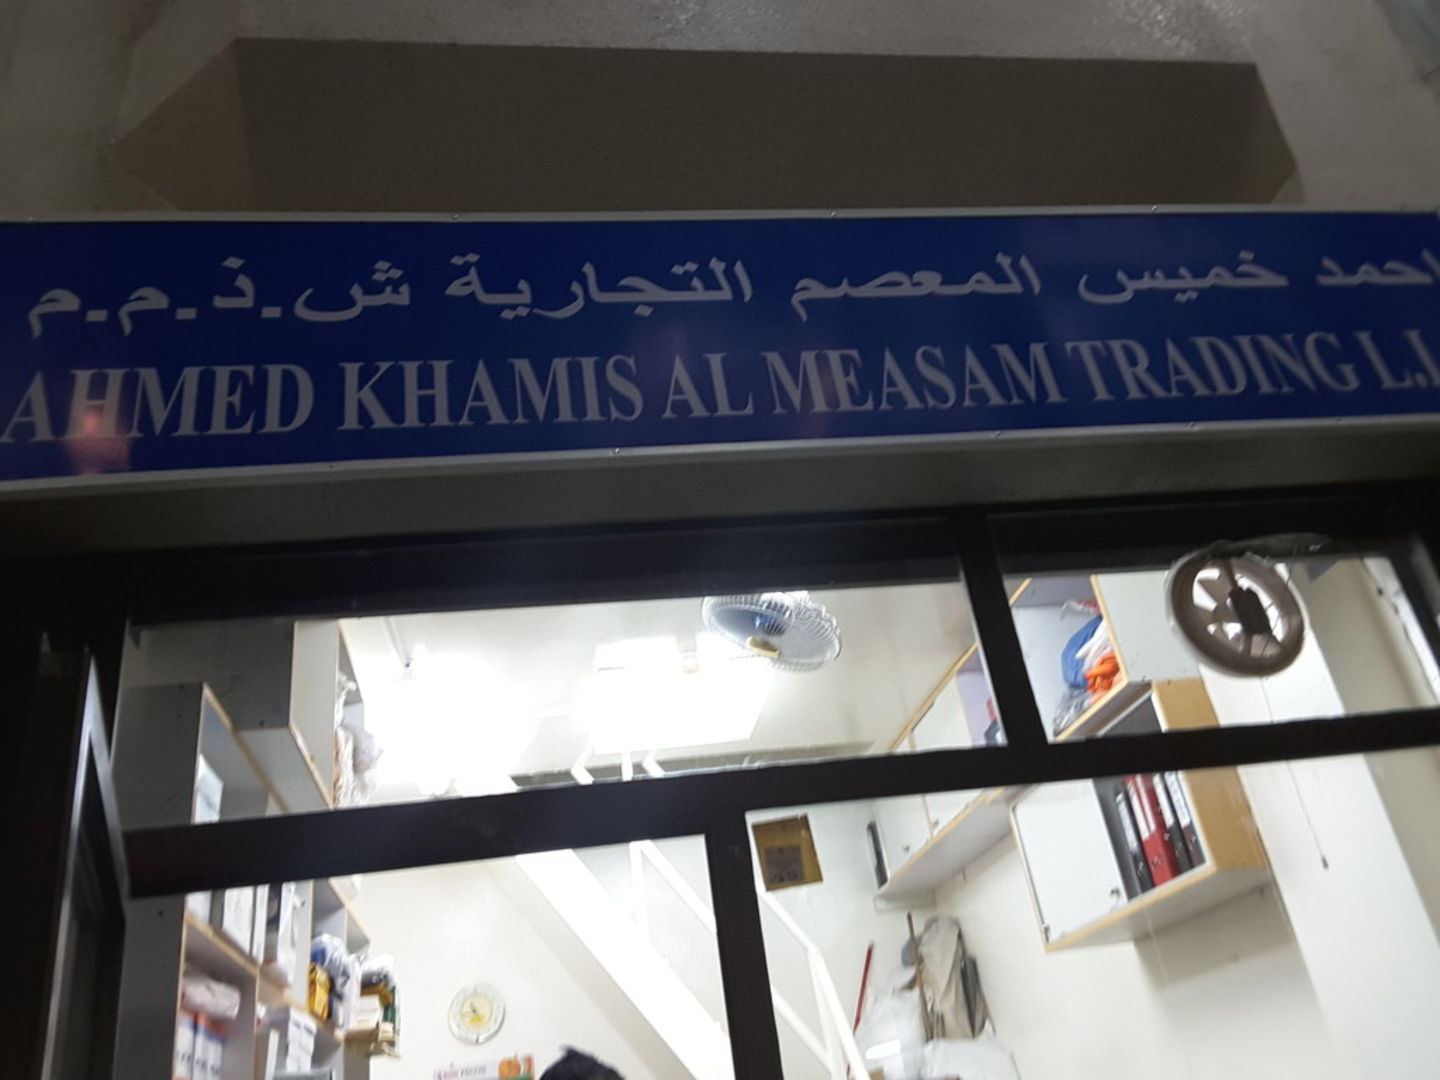 احمد خميس المعصم التجارية ش.ذ.م.م
AHMED KHAMIS AL MEASAM TRADING L.L